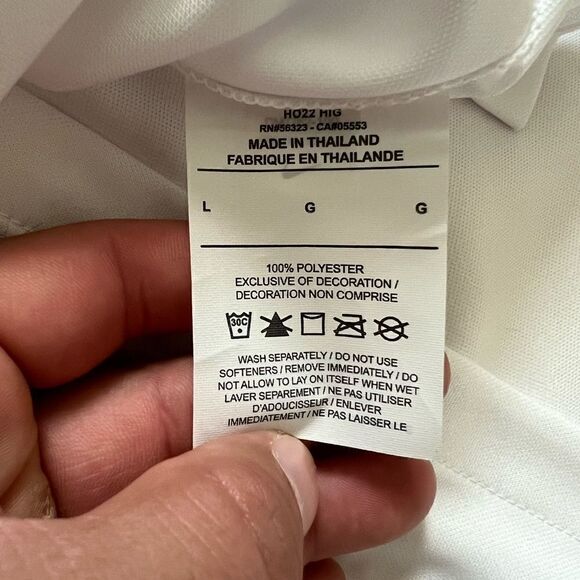 HO22 HIG
RN#56323 - CA#05553
MADE IN THAILAND
FABRIQUE EN THAILANDE
L G G
100% POLYESTER
EXCLUSIVE OF DECORATION /
DECORATION NON COMPRISE
30C
WASH SEPARATELY / DO NOT USE
SOFTENERS / REMOVE IMMEDIATELY / DO
NOT ALLOW TO LAY ON ITSELF WHEN WET
LAVER SEPAREMENT / NE PAS UTILISER
D'ADOUCISSEUR / ENLEVER
IMMEDIATEMENT / NE PAS LAISSER LE